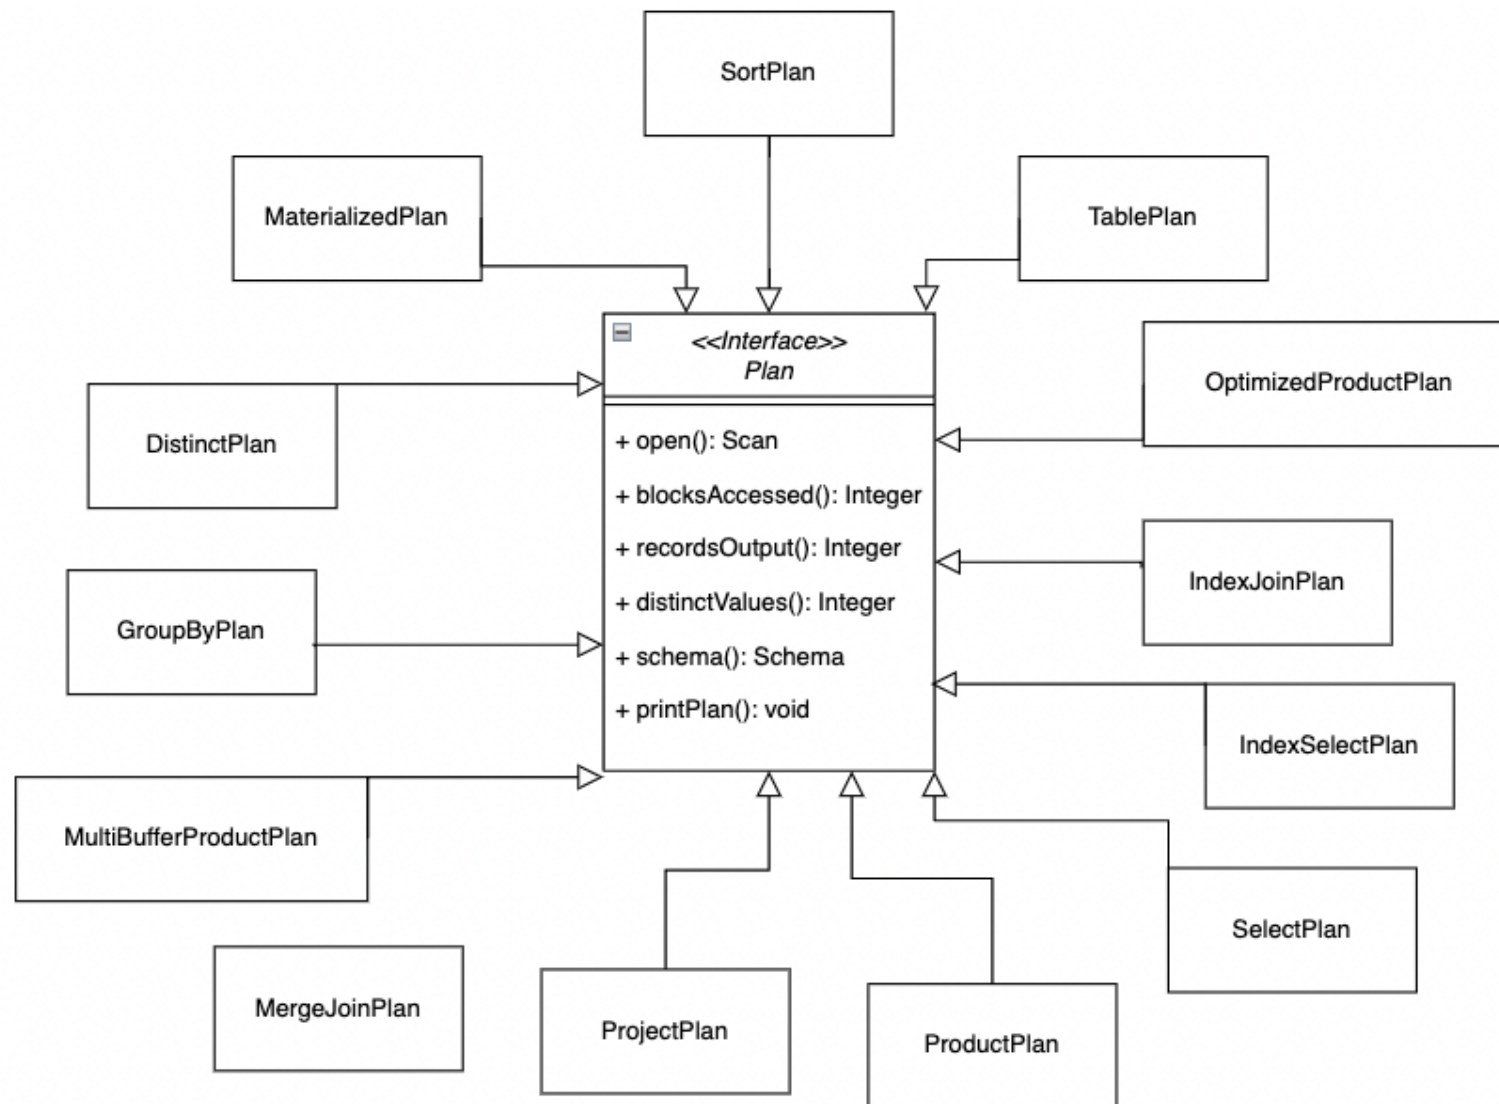 SortPlan
MaterializedPlan
TablePlan
<<Interface>>
Plan
OptimizedProductPlan
DistinctPlan
+ open(): Scan
+ blocksAccessed(): Integer
+ recordsOutput(): Integer
+ distinctValues(): Integer
+ schema(): Schema
+ printPlan(): void
IndexJoinPlan
GroupByPlan
IndexSelectPlan
MultiBufferProductPlan
SelectPlan
MergeJoinPlan
ProjectPlan
ProductPlan